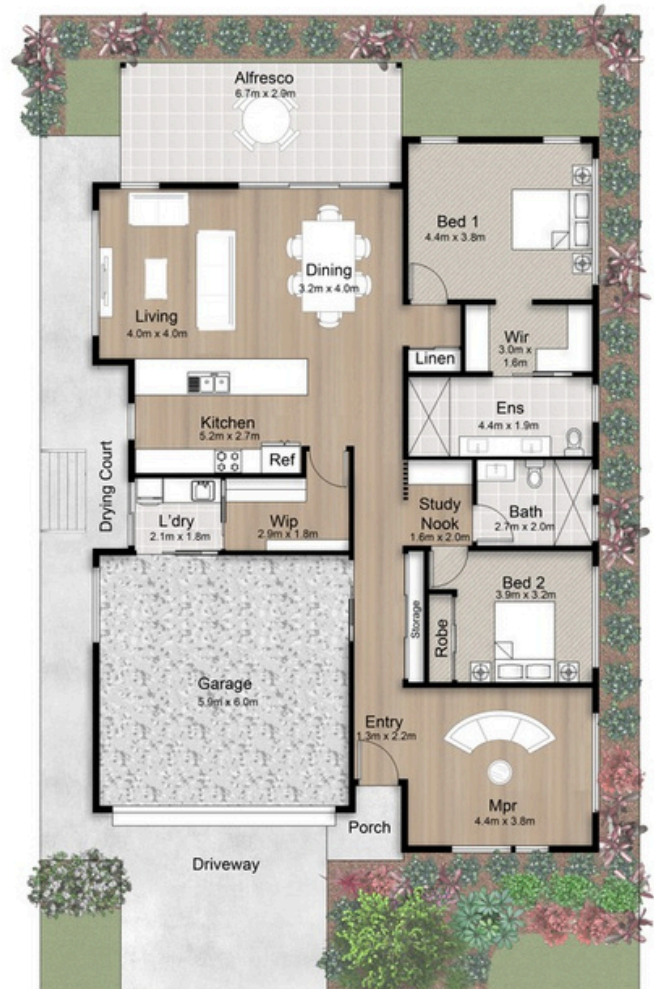 Alfresco
6.7m x 2.9m
Bed 1
4.4m x 3.8m
Dining
3.2m x 4.0m
Living
4.0m x 4.0m
Wir
3.0m x
1.6m
Linen
Ens
4.4m x 1.9m
Kitchen
5.2m x 2.7m
Ref
Drying Court
L'dry
2.1m x 1.8m
Wip
2.9m x 1.8m
Study
Nook
1.6m x 2.0m
Bath
2.7m x 2.0m
Bed 2
3.9m x 3.2m
Storage
Robe
Garage
5.9m x 6.0m
Entry
1.3m x 2.2m
Mpr
4.4m x 3.8m
Porch
Driveway